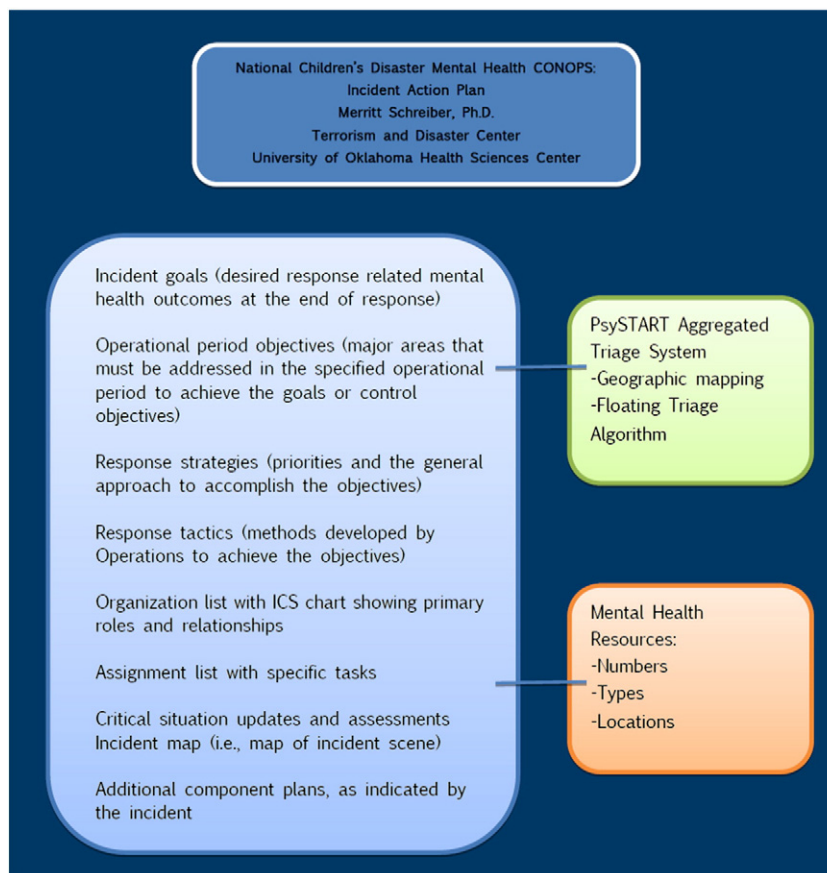 National Children's Disaster Mental Health CONOPS:
Incident Action Plan
Merritt Schreiber, Ph.D.
Terrorism and Disaster Center
University of Oklahoma Health Sciences Center
Incident goals (desired response related mental
health outcomes at the end of response)
Operational period objectives (major areas that
must be addressed in the specified operational
period to achieve the goals or control
objectives)
Response strategies (priorities and the general
approach to accomplish the objectives)
Response tactics (methods developed by
Operations to achieve the objectives)
Organization list with ICS chart showing primary
roles and relationships
Assignment list with specific tasks
Critical situation updates and assessments
Incident map (i.e., map of incident scene)
Additional component plans, as indicated by
the incident
PsySTART Aggregated
Triage System
-Geographic mapping
-Floating Triage
Algorithm
Mental Health
Resources:
-Numbers
-Types
-Locations